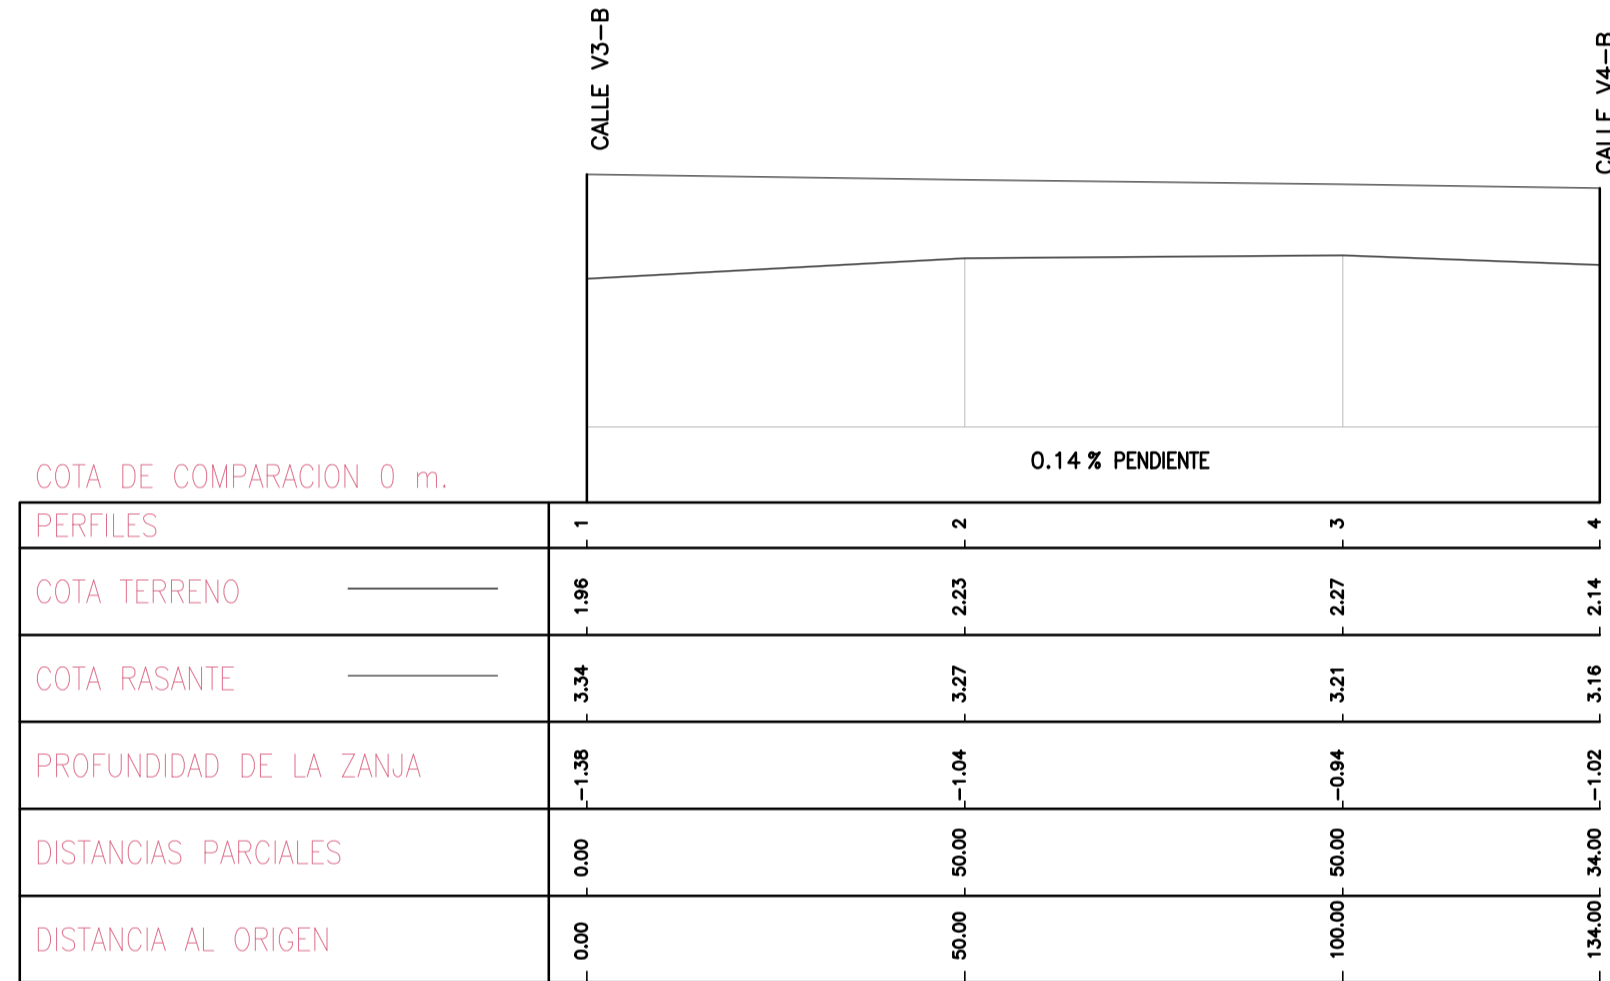 CALLE V3-B
CALLE V4-B
0.14 % PENDIENTE
COTA DE COMPARACION 0 m.
PERFILES 1 2 3 4
COTA TERRENO 1.96 2.23 2.27 2.14
COTA RASANTE 3.34 3.27 3.21 3.16
PROFUNDIDAD DE LA ZANJA -1.38 -1.04 -0.94 -1.02
DISTANCIAS PARCIALES 0.00 50.00 50.00 34.00
DISTANCIA AL ORIGEN 0.00 50.00 100.00 134.00